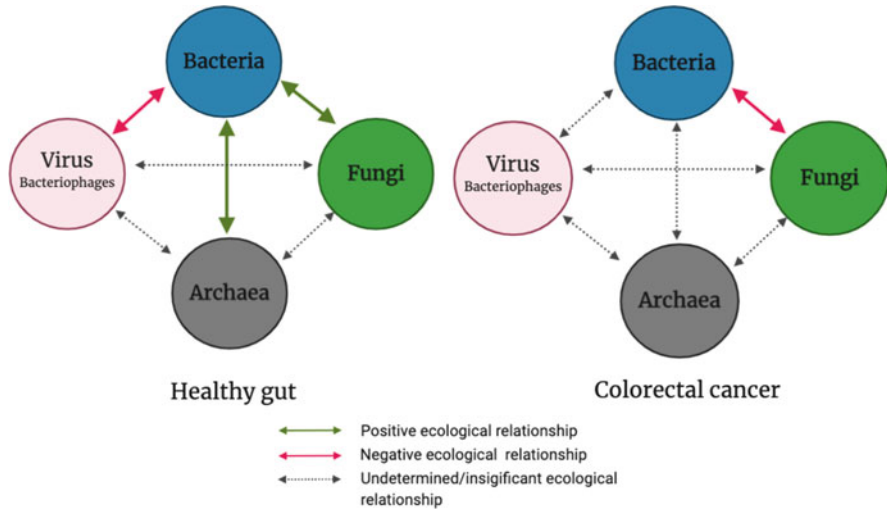 Bacteria
Virus
Bacteriophages
Fungi
Archaea
Healthy gut
Bacteria
Virus
Bacteriophages
Fungi
Archaea
Colorectal cancer
Positive ecological relationship
Negative ecological relationship
Undetermined/insigificant ecological
relationship